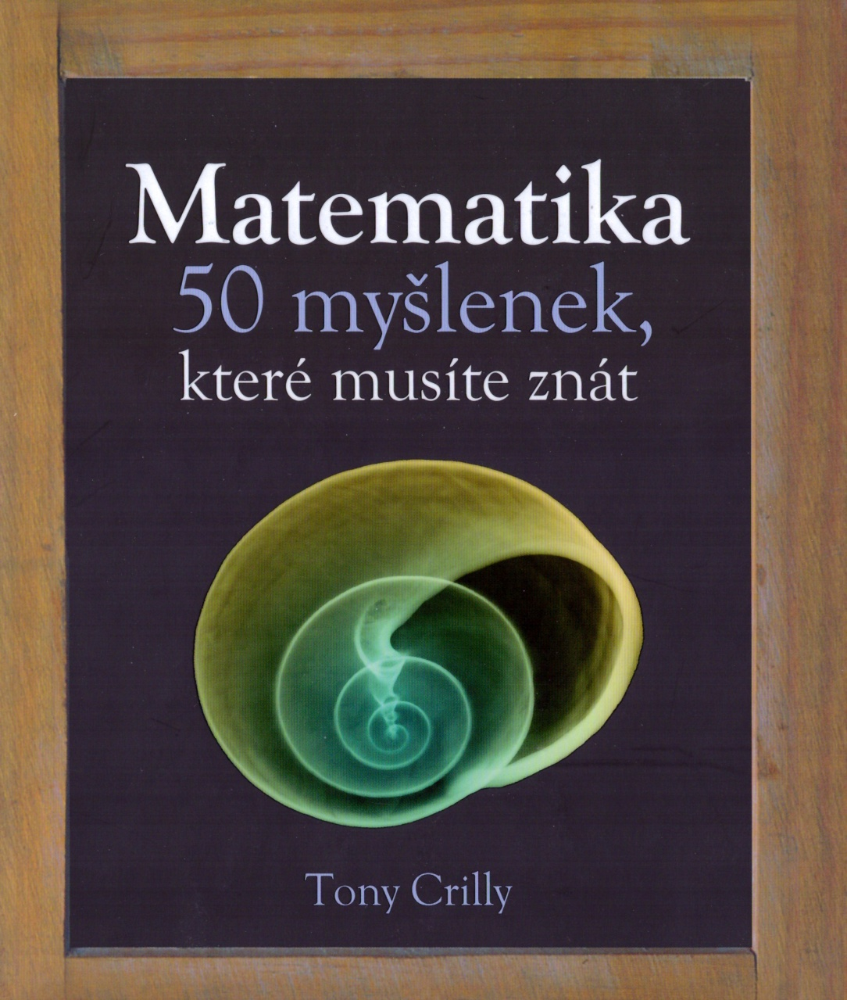 Matematika
50 myšlenek,
které musíte znát
Tony Crilly